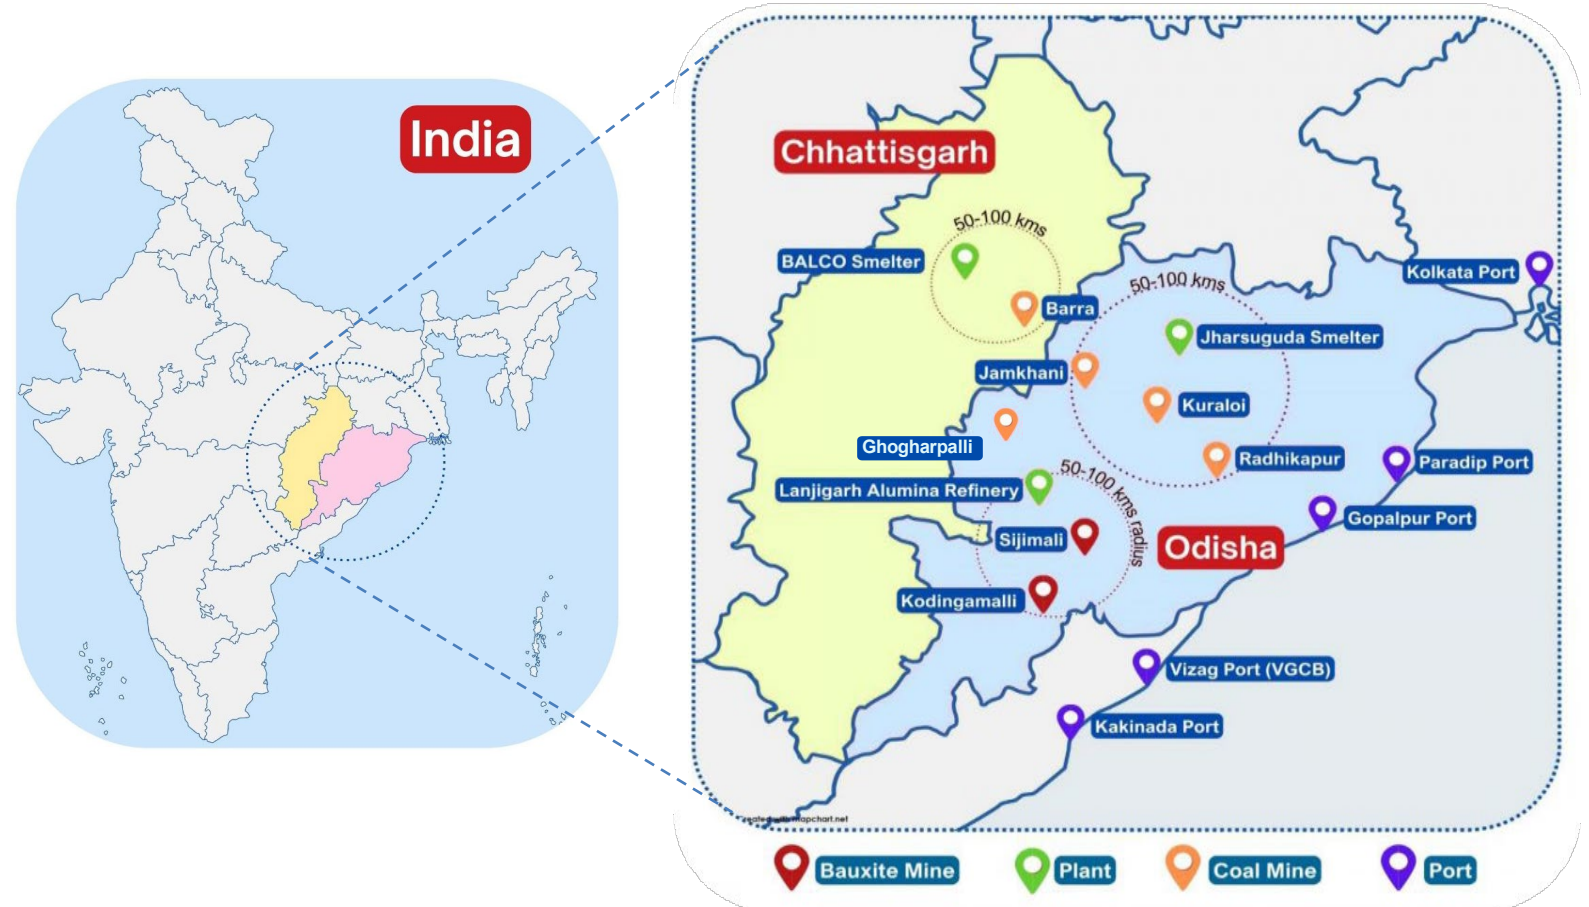 India
Chhattisgarh
50-100 kms
BALCO Smelter
Barra
50-100 kms
Kolkata Port
Jharsuguda Smelter
Jamkhani
Kuraloi
Ghogharpalli
Radhikapur
Paradip Port
50-100 kms radius
Lanjigarh Alumina Refinery
Gopalpur Port
Sijimali
Odisha
Kodingamalli
Vizag Port (VGCB)
Kakinada Port
mapchart.net
Bauxite Mine
Plant
Coal Mine
Port